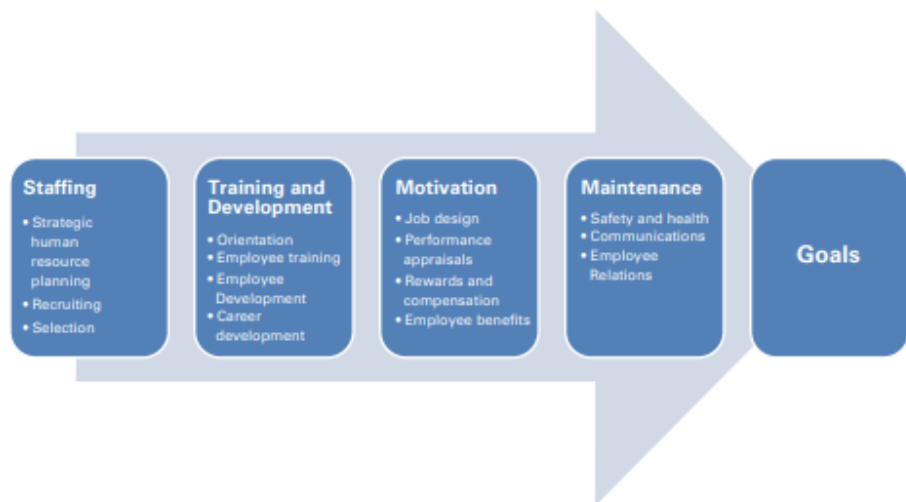 Staffing
• Strategic
human
resource
planning
• Recruiting
• Selection
Training and
Development
• Orientation
• Employee training
• Employee
Development
• Career
development
Motivation
• Job design
• Performance
appraisals
• Rewards and
compensation
• Employee benefits
Maintenance
• Safety and health
• Communications
• Employee
Relations
Goals